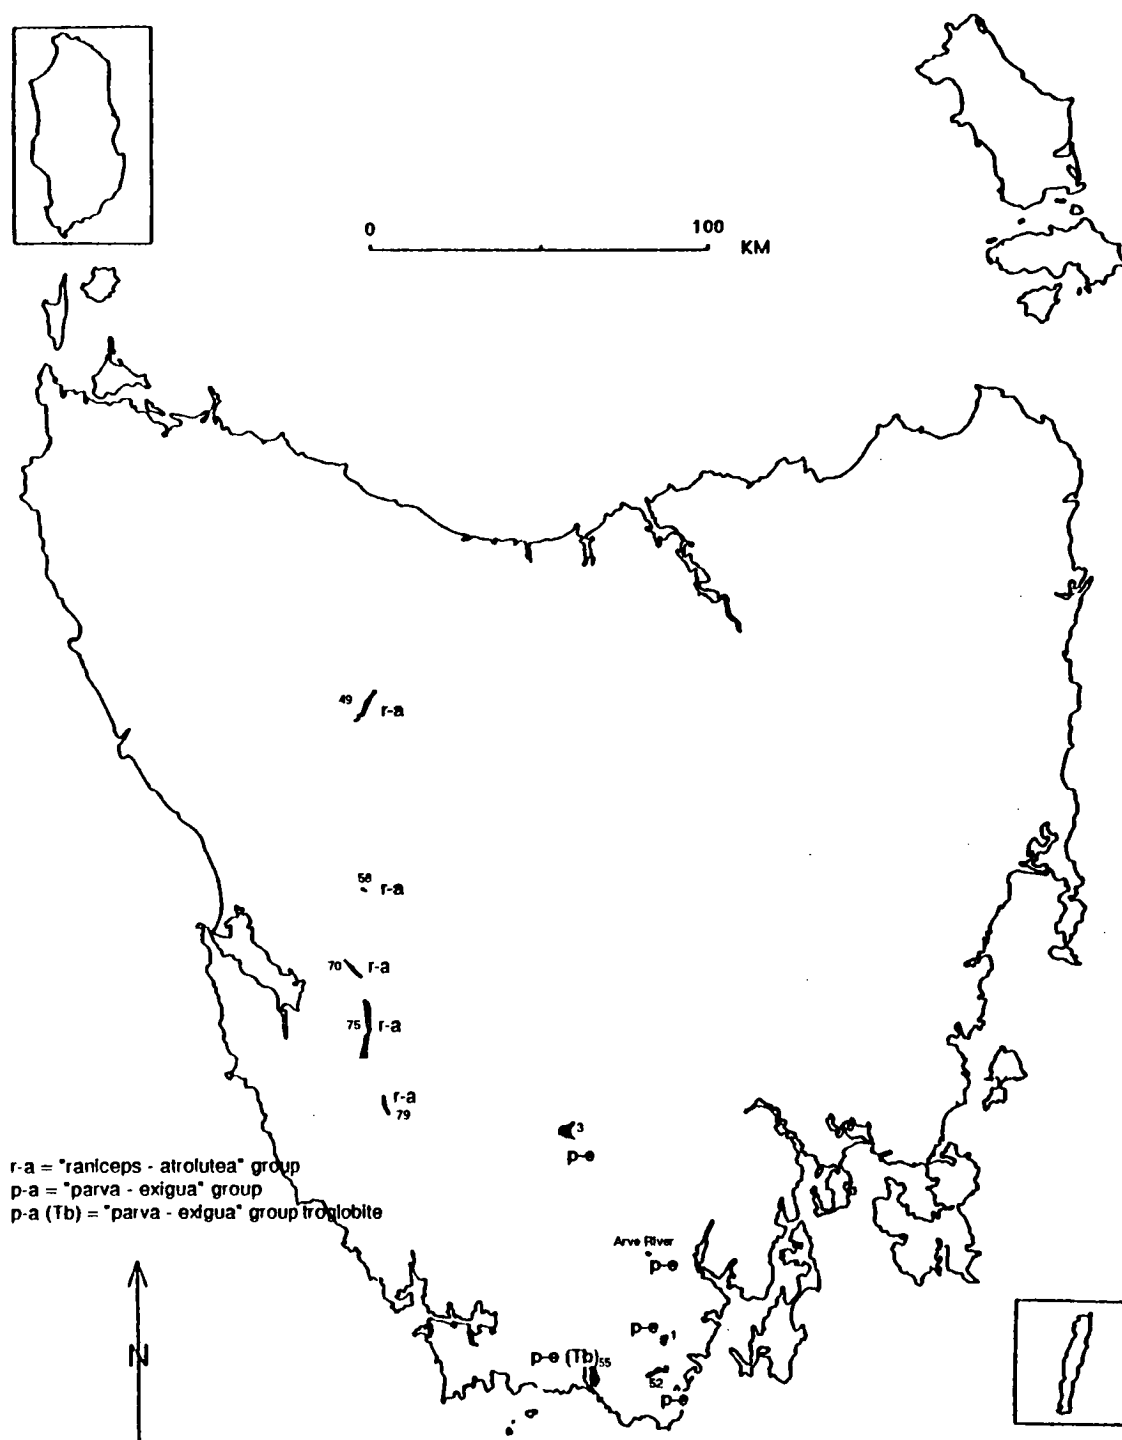 0 100
KM
49 r-a
58
r-a
70 r-a
75 r-a
r-a
79
3
p-e
r-a = "raniceps - atrolutea" group
p-a = "parva - exigua" group
p-a (Tb) = "parva - exigua" group troglobite
Arve River
p-e
p-e 1
p-e (Tb) 55
52
p-e
N